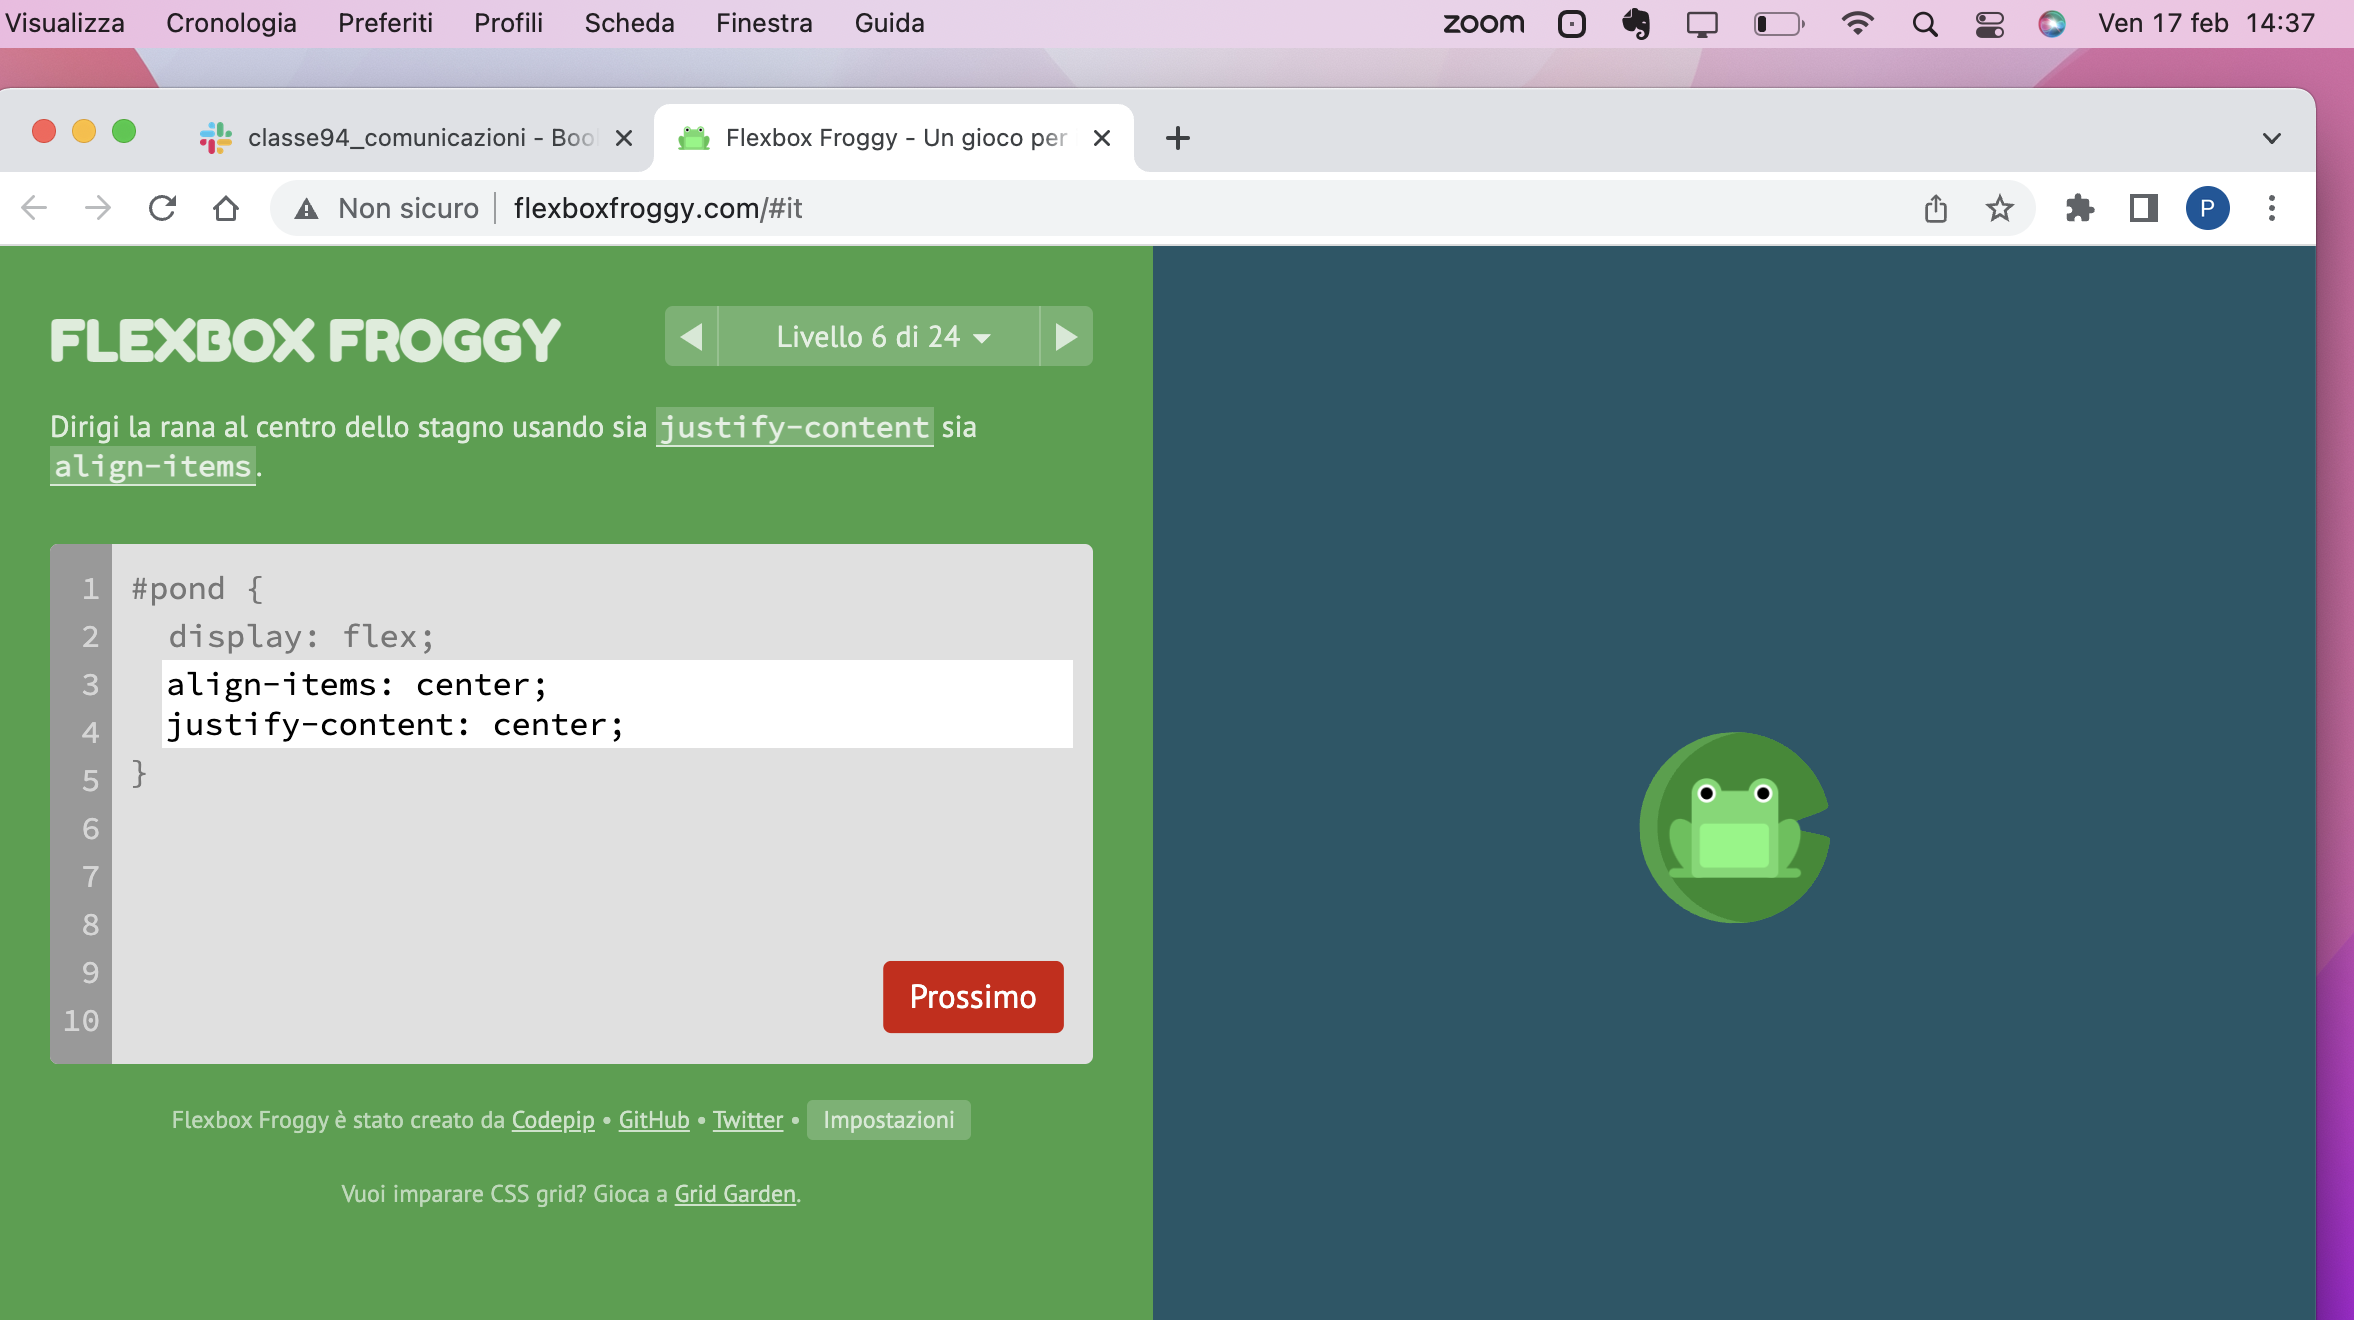 Visualizza Cronologia Preferiti Profili Scheda Finestra Guida zoom Ven 17 feb 14:37
classe94_comunicazioni - Boo Flexbox Froggy - Un gioco per
Non sicuro flexboxfroggy.com/#it P
FLEXBOX FROGGY
Livello 6 di 24
Dirigi la rana al centro dello stagno usando sia justify-content sia
align-items.
1 #pond {
2 display: flex;
3 align-items: center;
4 justify-content: center;
5 }
6
7
8
9
10
Prossimo
Flexbox Froggy è stato creato da Codepip • GitHub • Twitter • Impostazioni
Vuoi imparare CSS grid? Gioca a Grid Garden.